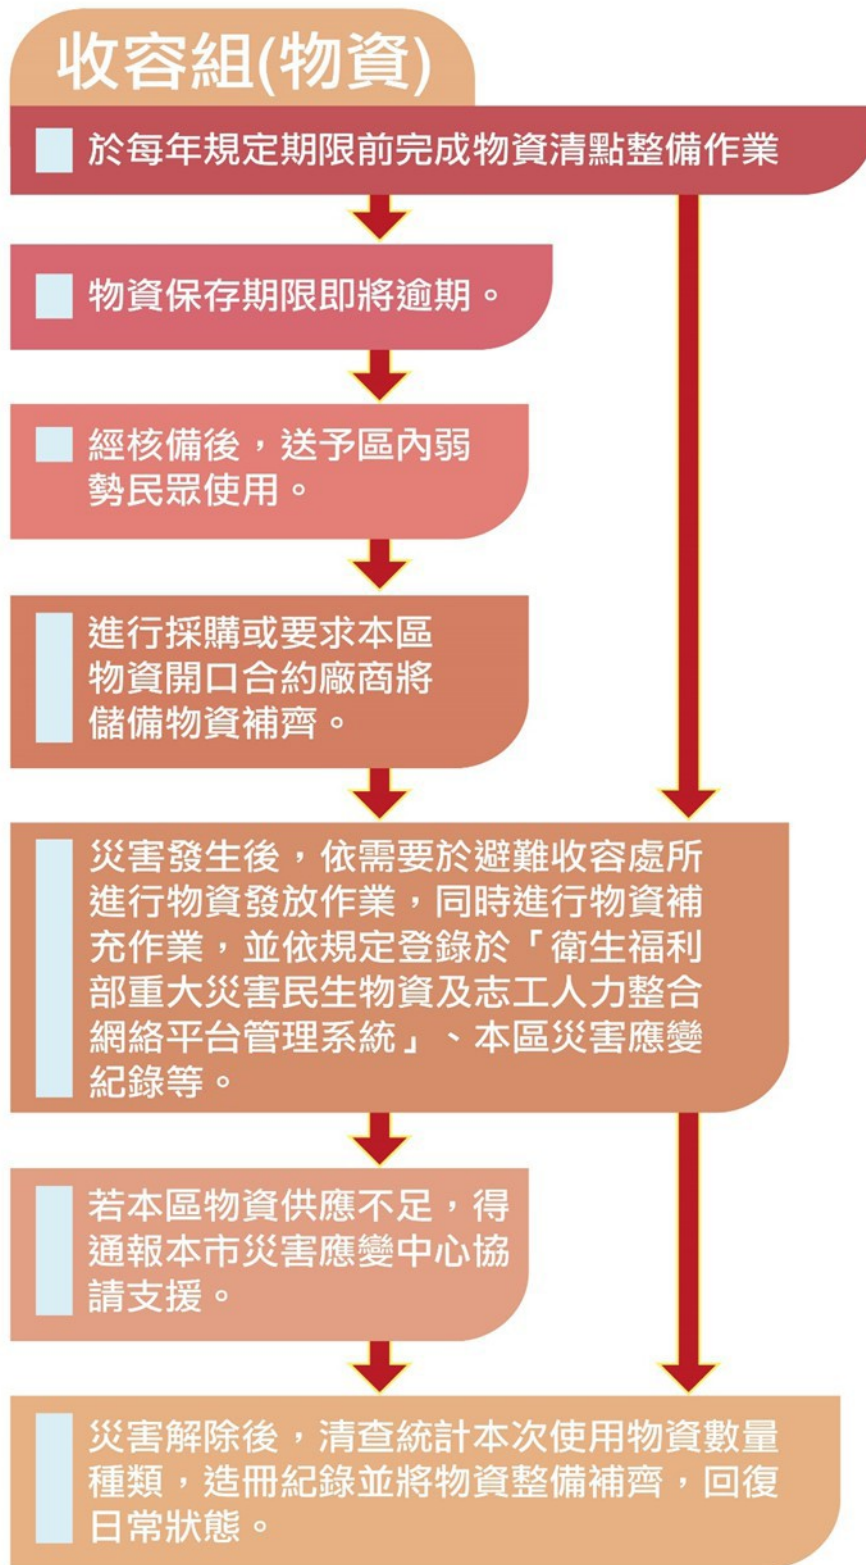 收容組(物資)
於每年規定期限前完成物資清點整備作業
物資保存期限即將逾期。
經核備後，送予區內弱
勢民眾使用。
進行採購或要求本區
物資開口合約廠商將
儲備物資補齊。
災害發生後，依需要於避難收容處所
進行物資發放作業，同時進行物資補
充作業，並依規定登錄於「衛生福利
部重大災害民生物資及志工人力整合
網絡平台管理系統」、本區災害應變
紀錄等。
若本區物資供應不足，得
通報本市災害應變中心協
請支援。
災害解除後，清查統計本次使用物資數量
種類，造冊紀錄並將物資整備補齊，回復
日常狀態。